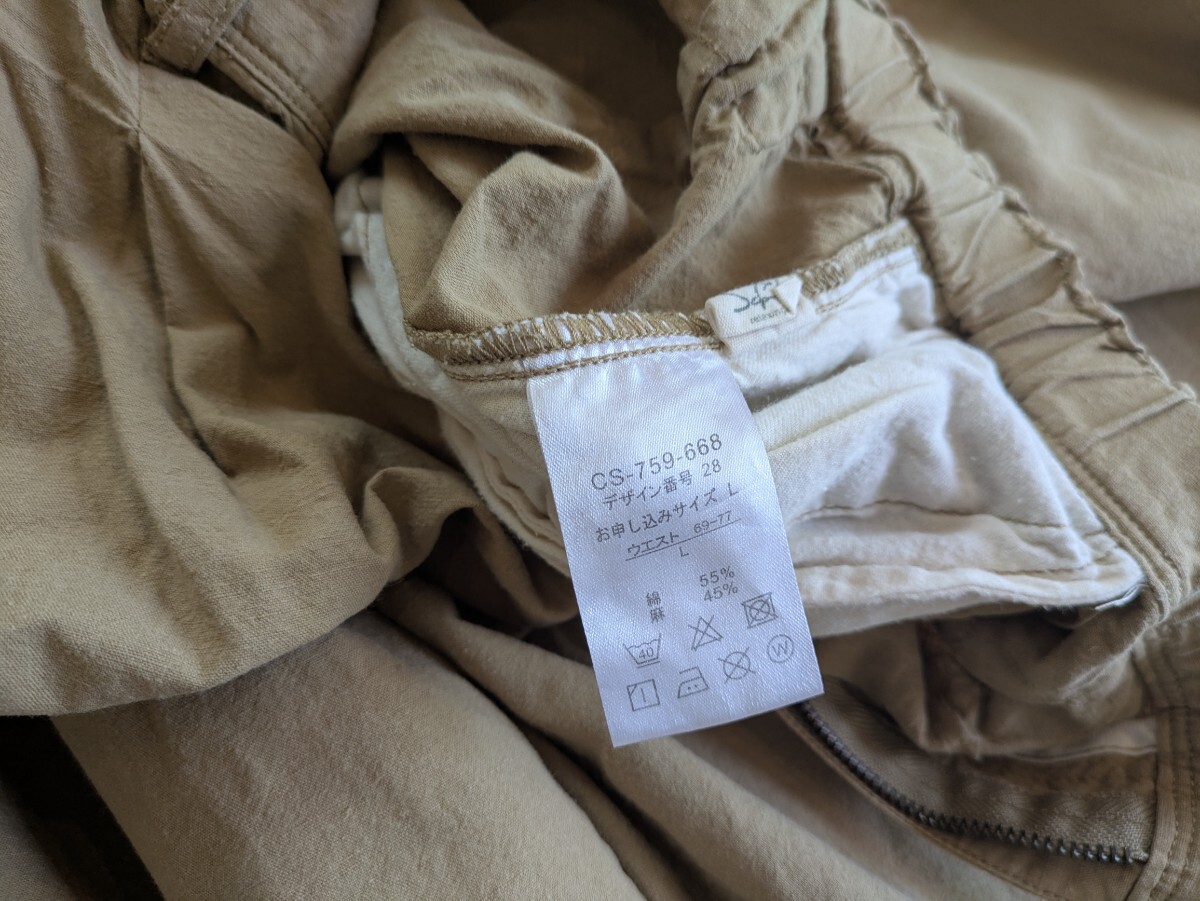 CS-759-668
デザイン番号 28
お申し込みサイズ L
ウエスト 69-77
L
綿 55%
麻 45%
40
W